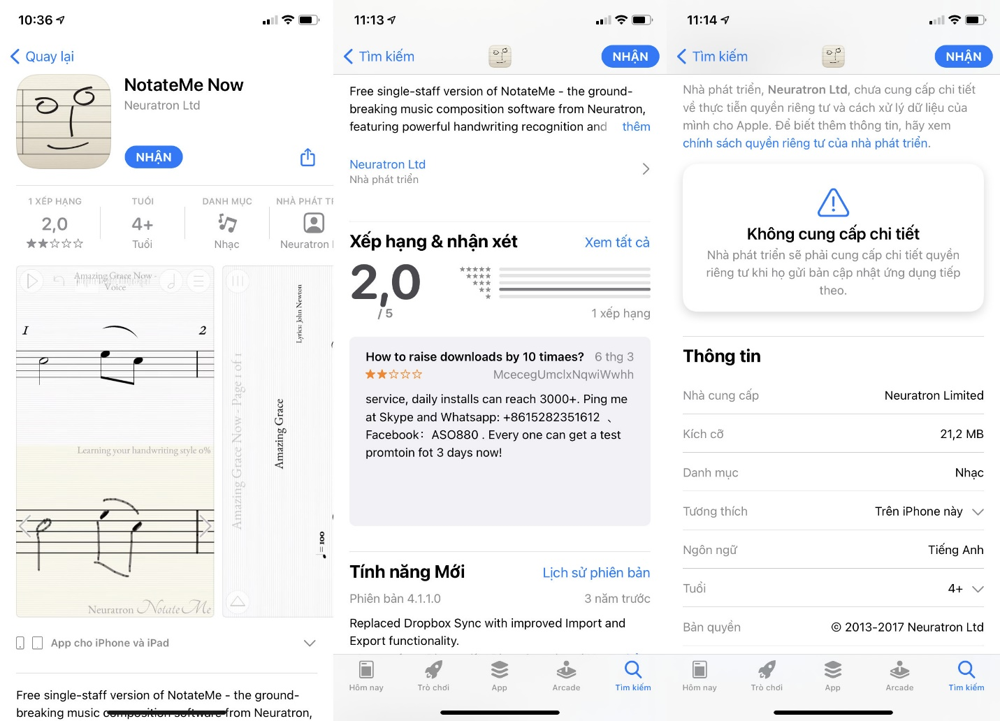 10:36
Quay lại
NotateMe Now
Neuratron Ltd
NHẬN
1 XẾP HẠNG
2,0
TUỔI
4+
Tuổi
DANH MỤC
Nhạc
NHÀ PHÁT TR
Neuratron
Amazing Grace Now -
Voice
1
2
Learning your handwriting style 0%
Neuratron NotateMe
Amazing Grace Now - Page 1 of 1
Amazing Grace
Lyrics: John Newton
= 100
App cho iPhone và iPad
Free single-staff version of NotateMe - the ground-
breaking music composition software from Neuratron,
11:13
Tìm kiếm
NHẬN
Free single-staff version of NotateMe - the ground-
breaking music composition software from Neuratron,
featuring powerful handwriting recognition and thêm
Neuratron Ltd
Nhà phát triển
Xếp hạng & nhận xét
Xem tất cả
2,0
/ 5
1 xếp hạng
How to raise downloads by 10 timaes? 6 thg 3
McecegUmclxNqwiWwhh
service, daily installs can reach 3000+. Ping me
at Skype and Whatsapp: +8615282351612 、
Facebook：ASO880 . Every one can get a test
promtoin fot 3 days now!
Tính năng Mới
Lịch sử phiên bản
Phiên bản 4.1.1.0
3 năm trước
Replaced Dropbox Sync with improved Import and
Export functionality.
Hôm nay
Trò chơi
App
Arcade
Tìm kiếm
11:14
Tìm kiếm
NHẬN
Nhà phát triển, Neuratron Ltd, chưa cung cấp chi tiết
về thực tiễn quyền riêng tư và cách xử lý dữ liệu của
mình cho Apple. Để biết thêm thông tin, hãy xem
chính sách quyền riêng tư của nhà phát triển.
Không cung cấp chi tiết
Nhà phát triển sẽ phải cung cấp chi tiết quyền
riêng tư khi họ gửi bản cập nhật ứng dụng tiếp
theo.
Thông tin
Nhà cung cấp
Neuratron Limited
Kích cỡ
21,2 MB
Danh mục
Nhạc
Tương thích
Trên iPhone này
Ngôn ngữ
Tiếng Anh
Tuổi
4+
Bản quyền
© 2013-2017 Neuratron Ltd
Hôm nay
Trò chơi
App
Arcade
Tìm kiếm